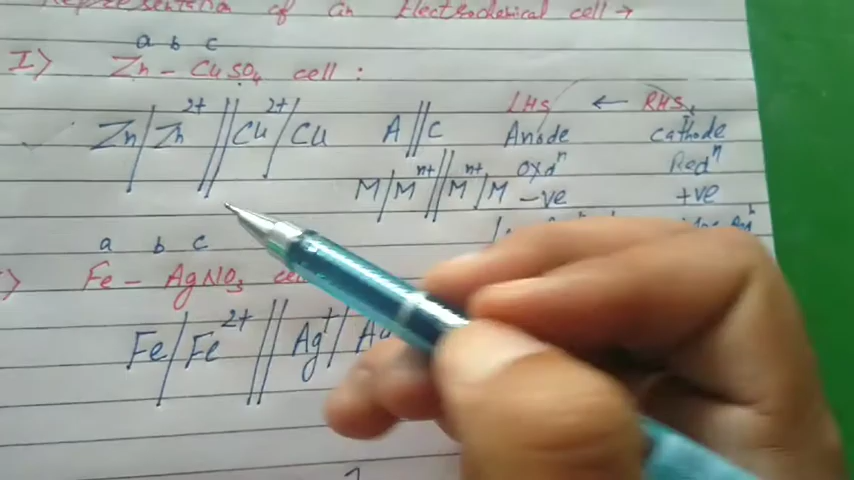 Representation of an Electrochemical cell →
a b c
I> Zn - CuSO₄ cell :
Zn / Zn²⁺ // Cu²⁺ / Cu A // C LHS ← RHS
Anode Cathode
M / Mⁿ⁺ // Mⁿ⁺ / M Oxdⁿ Redⁿ
-ve +ve
a b c
Fe - AgNO₃
Fe / Fe²⁺ // Ag⁺ /